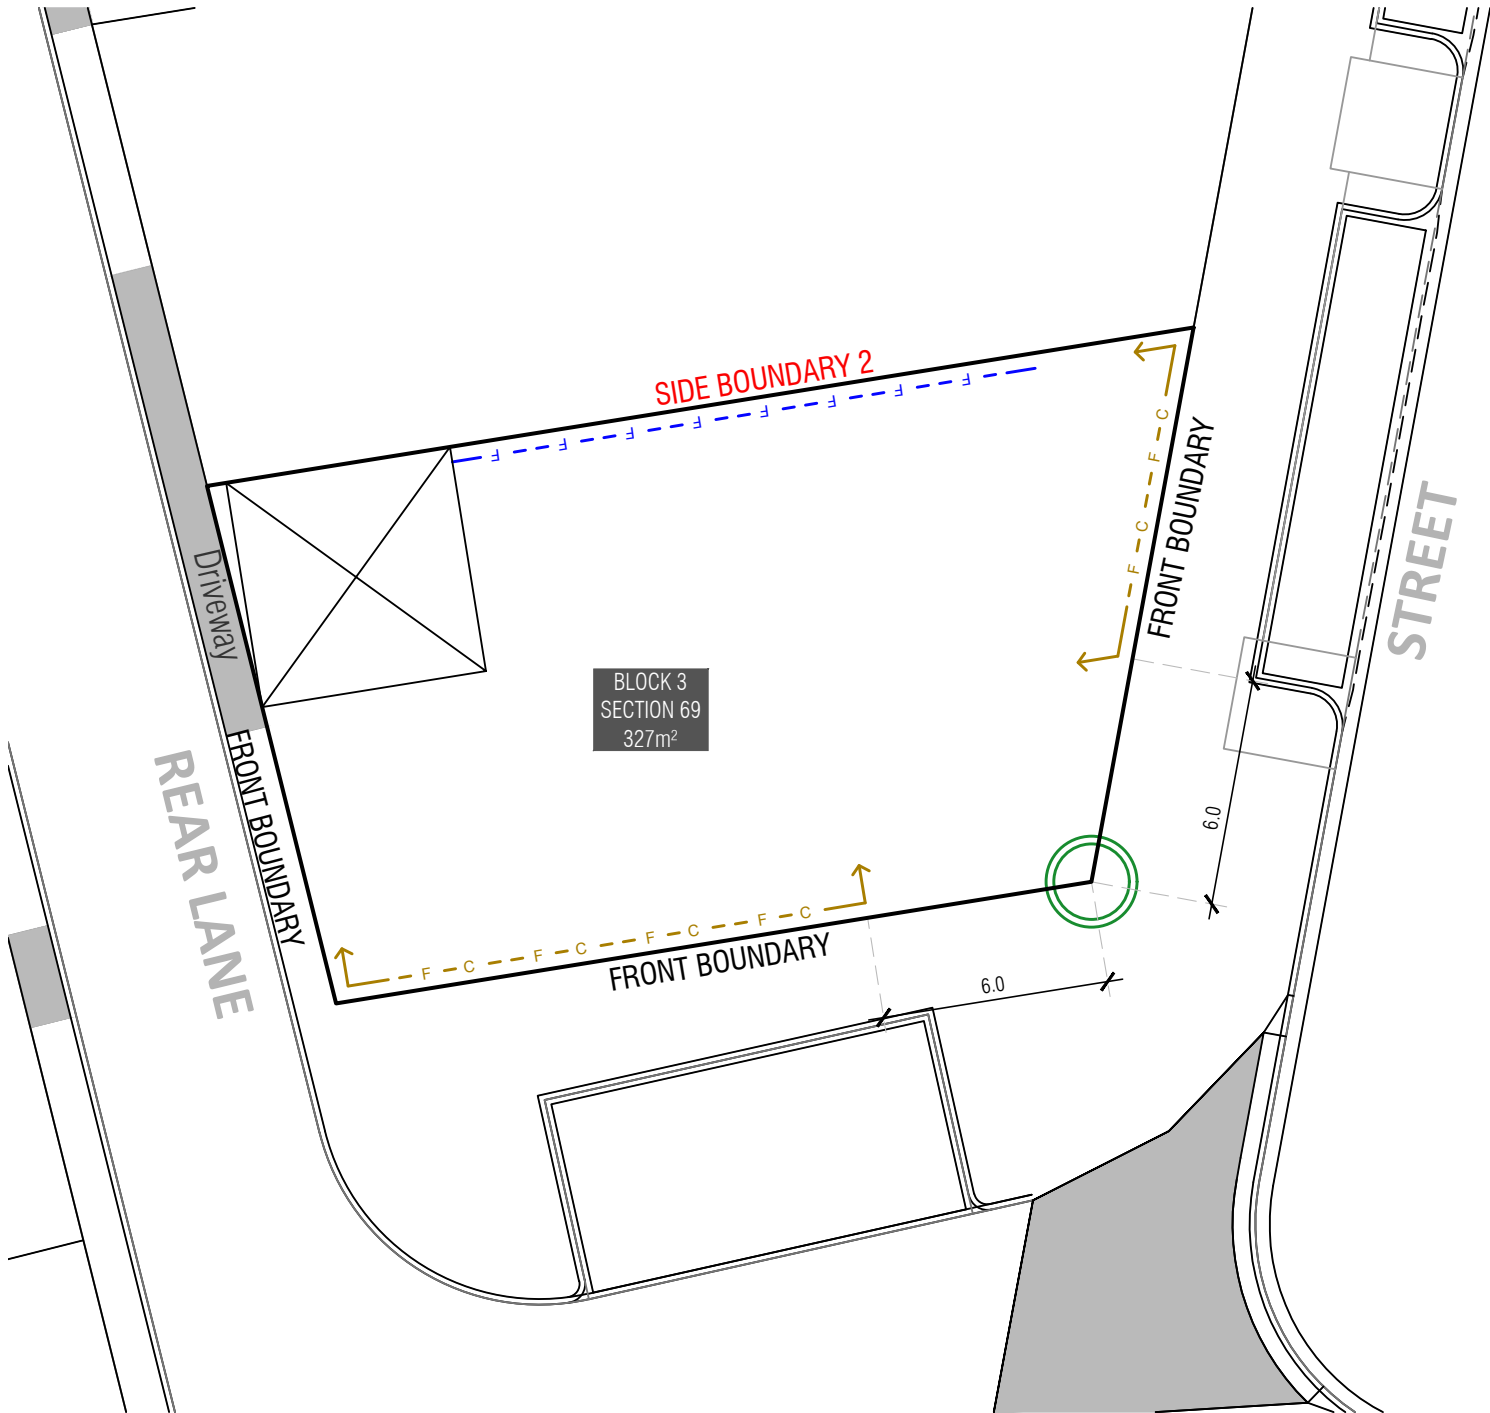 SIDE BOUNDARY 2
F F F F F F F F
C
F
C
F
FRONT BOUNDARY
STREET
Driveway
BLOCK 3
SECTION 69
327m²
FRONT BOUNDARY
REAR LANE
6.0
F C F C F C F C
FRONT BOUNDARY
6.0